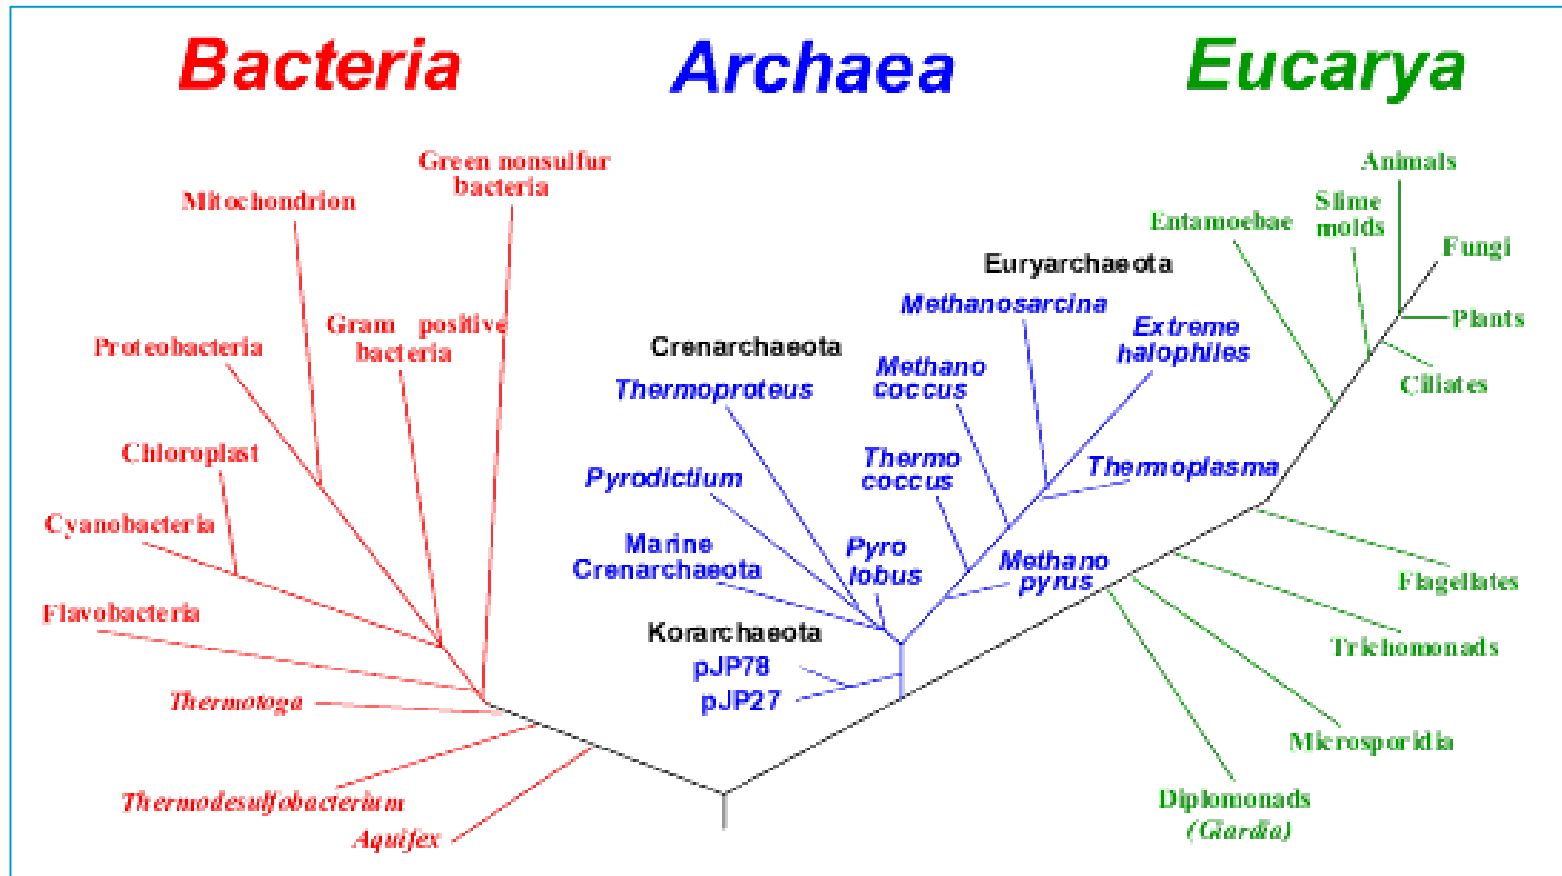 Bacteria
Archaea
Eucarya
Green nonsulfur
bacteria
Mitochondrion
Gram positive
bacteria
Proteobacteria
Chloroplast
Cyanobacteria
Flavobacteria
Thermotoga
Thermodesulfobacterium
Aquifex
Crenarchaeota
Thermoproteus
Pyrodictium
Marine
Crenarchaeota
Pyro
lobus
Korarchaeota
pJP78
pJP27
Euryarchaeota
Methanosarcina
Extreme
halophiles
Methano
coccus
Thermo
coccus
Thermoplasma
Methano
pyrus
Animals
Slime
molds
Entamoebae
Fungi
Plants
Ciliates
Flagellates
Trichomonads
Microsporidia
Diplomonads
(Giardia)